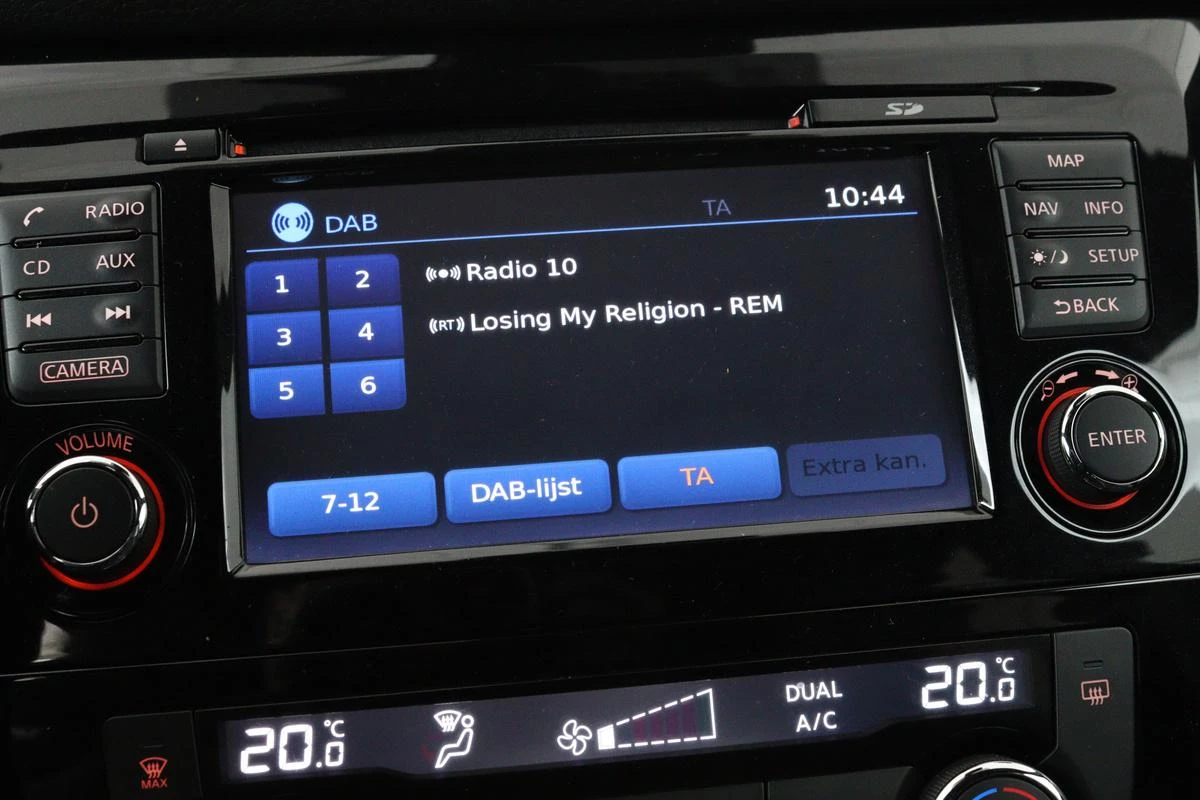 SD
MAP
NAV INFO
SETUP
BACK
ENTER
RADIO
CD AUX
CAMERA
VOLUME
DAB TA 10:44
1 2
3 4
5 6
Radio 10
RT Losing My Religion - REM
7-12 DAB-lijst TA Extra kan.
20.0 °C
DUAL
A/C
20.0 °C
MAX